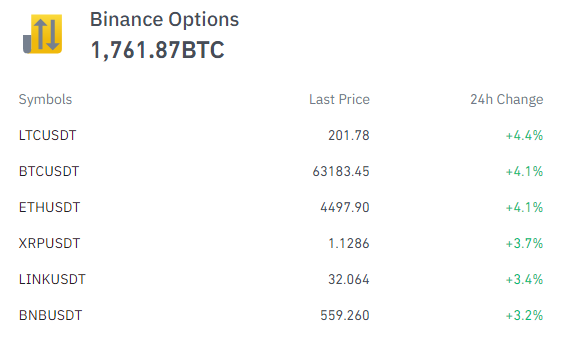 Binance Options
1,761.87BTC
Symbols Last Price 24h Change
LTCUSDT 201.78 +4.4%
BTCUSDT 63183.45 +4.1%
ETHUSDT 4497.90 +4.1%
XRPUSDT 1.1286 +3.7%
LINKUSDT 32.064 +3.4%
BNBUSDT 559.260 +3.2%